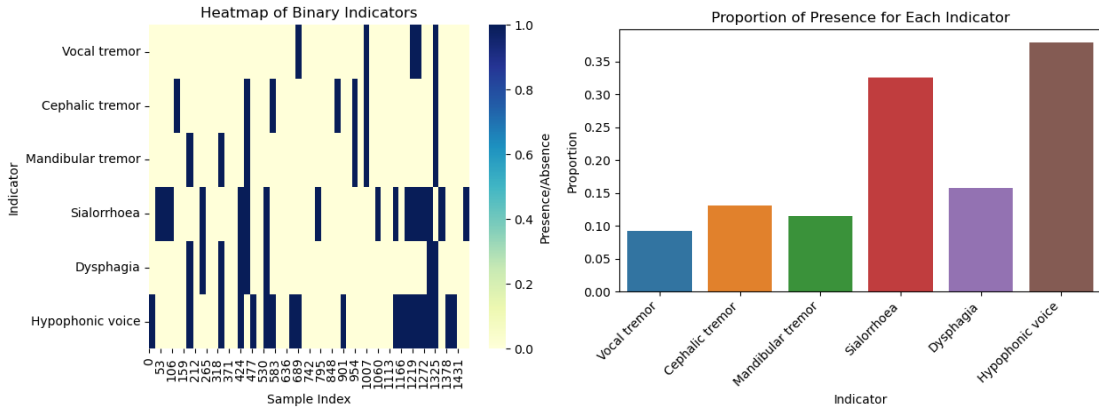 Heatmap of Binary Indicators
Indicator
Vocal tremor
Cephalic tremor
Mandibular tremor
Sialorrhoea
Dysphagia
Hypophonic voice
0
53
106
159
212
265
318
371
424
477
530
583
636
689
742
795
848
901
954
1007
1060
1113
1166
1219
1272
1325
1378
1431
Sample Index
1.0
0.8
0.6
0.4
0.2
0.0
Presence/Absence
Proportion of Presence for Each Indicator
Proportion
0.35
0.30
0.25
0.20
0.15
0.10
0.05
0.00
Vocal tremor
Cephalic tremor
Mandibular tremor
Sialorrhoea
Dysphagia
Hypophonic voice
Indicator